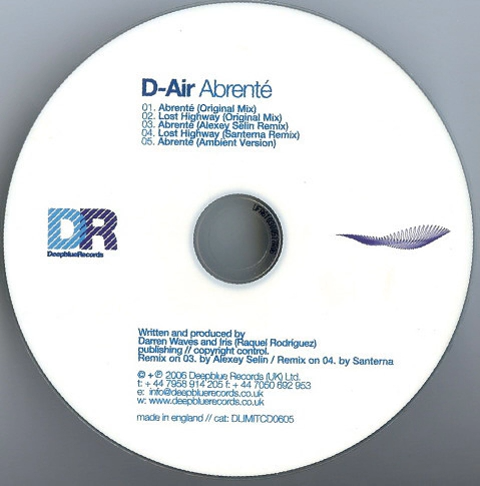 D-Air Abrenté
01. Abrenté (Original Mix)
02. Lost Highway (Original Mix)
03. Abrenté (Alexey Selin Remix)
04. Lost Highway (Santerna Remix)
05. Abrenté (Ambient Version)
DR
DeepblueRecords
Written and produced by
Darren Waves and Iris (Raquel Rodríguez)
publishing // copyright control.
Remix on 03. by Alexey Selin / Remix on 04. by Santerna
© + ℗ 2006 Deepblue Records (UK) Ltd.
t: + 44 7958 914 205 f: + 44 7050 692 953
e: info@deepbluerecords.co.uk
w: www.deepbluerecords.co.uk
made in england // cat: DLIMITCD0605